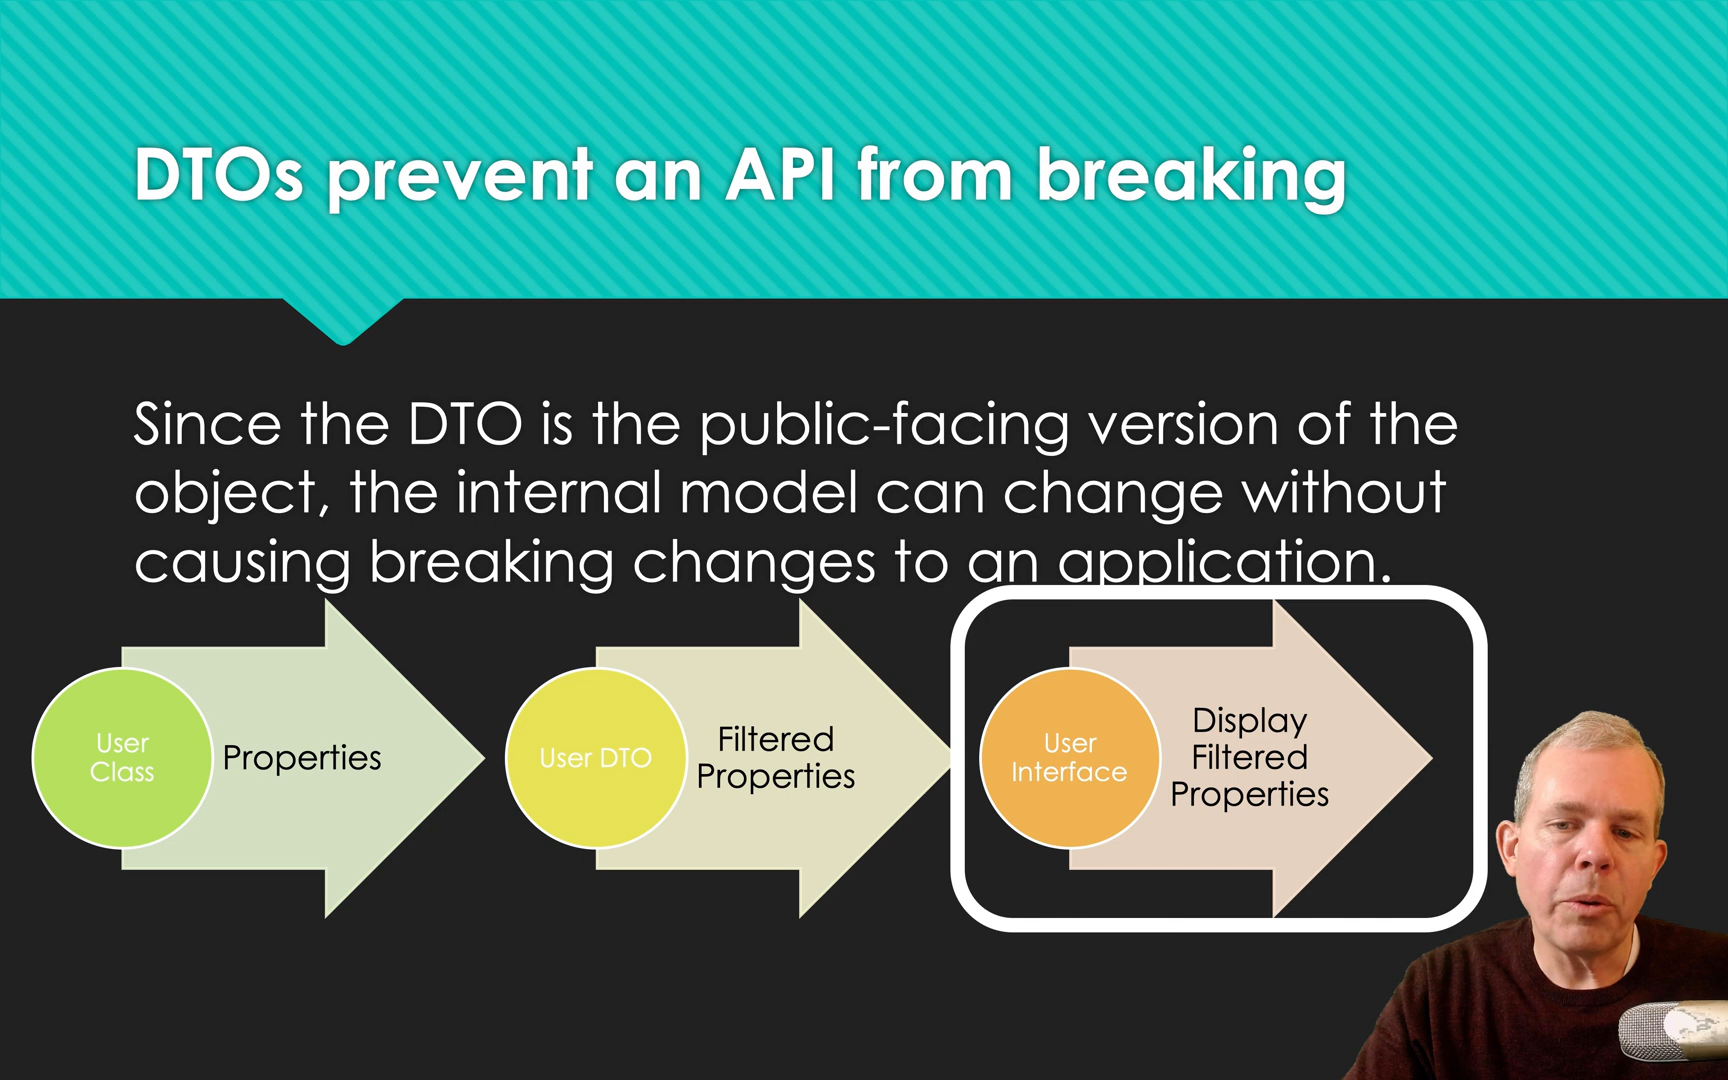 DTOs prevent an API from breaking
Since the DTO is the public-facing version of the
object, the internal model can change without
causing breaking changes to an application.
User
Class
Properties
User DTO
Filtered
Properties
User
Interface
Display
Filtered
Properties